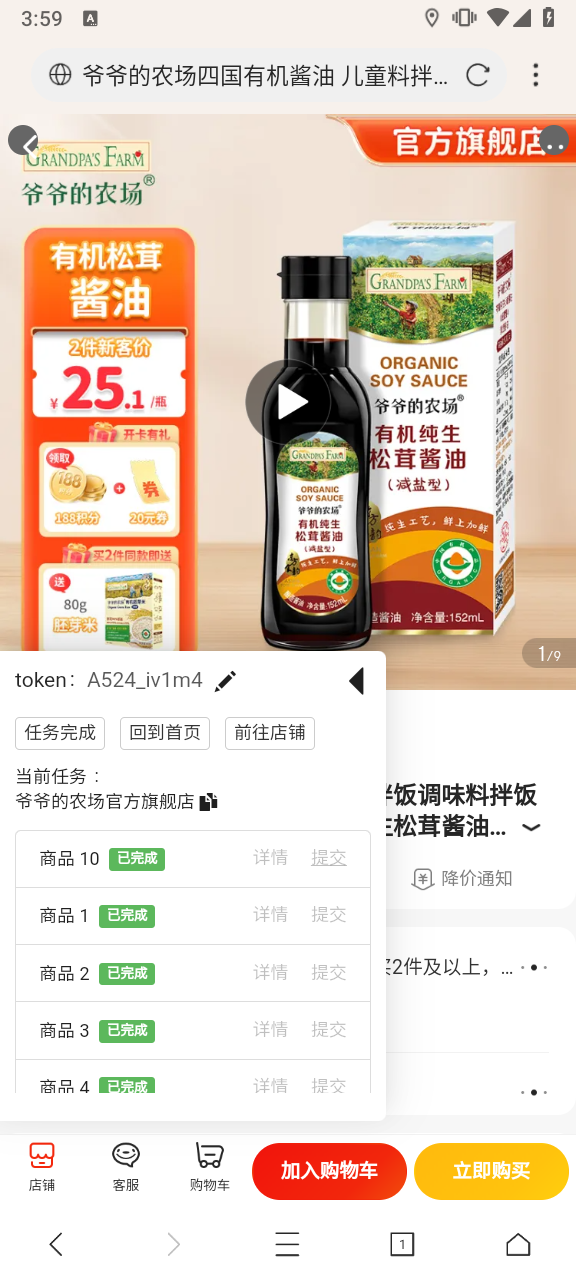 3:59
A
爷爷的农场四国有机酱油 儿童料拌...
官方旗舰店
GRANDPA'S FARM
爷爷的农场®
有机松茸
酱油
2件新客价
¥25.1/瓶
开卡有礼
领取
188
券
188积分
20元券
买2件同款即送
送
80g
胚芽米
GRANDPA'S FARM
ORGANIC
SOY SAUCE
爷爷的农场®
有机纯生
松茸酱油
(减盐型)
纯生工艺,鲜上加鲜
酱油 净含量:152mL
GRANDPA'S FARM
ORGANIC
SOY SAUCE
爷爷的农场®
有机纯生
松茸酱油
(减盐型)
纯生工艺,鲜上加鲜
净含量:152mL
1/9
token: A524_iv1m4
任务完成 回到首页 前往店铺
当前任务:
爷爷的农场官方旗舰店
拌饭调味料拌饭
松茸酱油...
降价通知
商品 10 已完成 详情 提交
商品 1 已完成 详情 提交
买2件及以上，...
商品 2 已完成 详情 提交
商品 3 已完成 详情 提交
商品 4 已完成 详情 提交
店铺 客服 购物车 加入购物车 立即购买
1